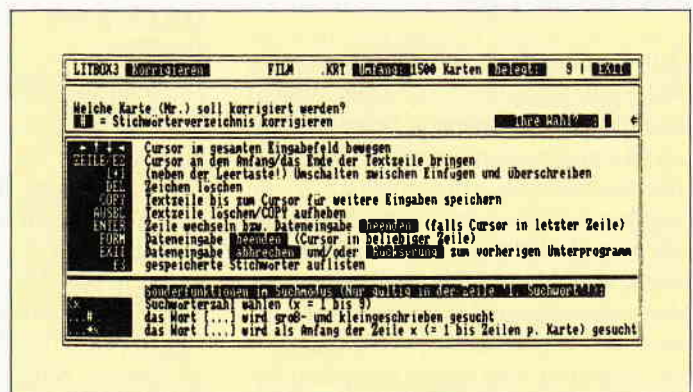 LITBOX3 Korrigieren FILM .KRT Umfang: 1500 Karten belegt: 9 |
Welche Karte (Nr.) soll korrigiert werden?
# = Stichwörterverzeichnis korrigieren Ihre Wahl?
Cursor im gesamten Eingabefeld bewegen
ZEILE/E2 Cursor an den Anfang/das Ende der Textzeile bringen
[+] (neben der Leertaste!) Umschalten zwischen Einfügen und überschreiben
DEL Zeichen löschen
COPY Textzeile bis zum Cursor für weitere Eingaben speichern
AUSBL Textzeile löschen/COPY aufheben
ENTER Zeile wechseln bzw. Dateneingabe beenden (falls Cursor in letzter Zeile)
FORM Dateneingabe beenden (Cursor in beliebiger Zeile)
EXIT Dateneingabe abbrechen und/oder Rücksprung zum vorherigen Unterprogramm
gespeicherte Stichwörter auflisten
Sonderfunktionen im Suchmodus (Nur gültig in der Zeile
Suchwörterzahl wählen (x = 1 bis 9)
...# das Wort [...] wird groß- und kleingeschrieben gesucht
das Wort [...] wird als Anfang der Zeile x (= 1 bis Zeilen p. Karte) gesucht